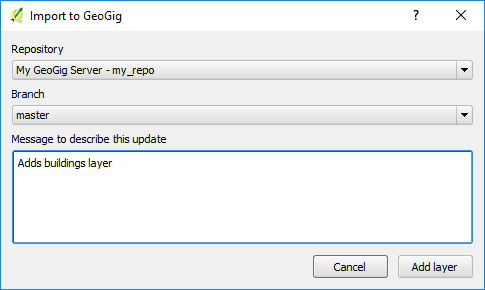 Import to GeoGig
Repository
My GeoGig Server - my_repo
Branch
master
Message to describe this update
Adds buildings layer
Cancel
Add layer